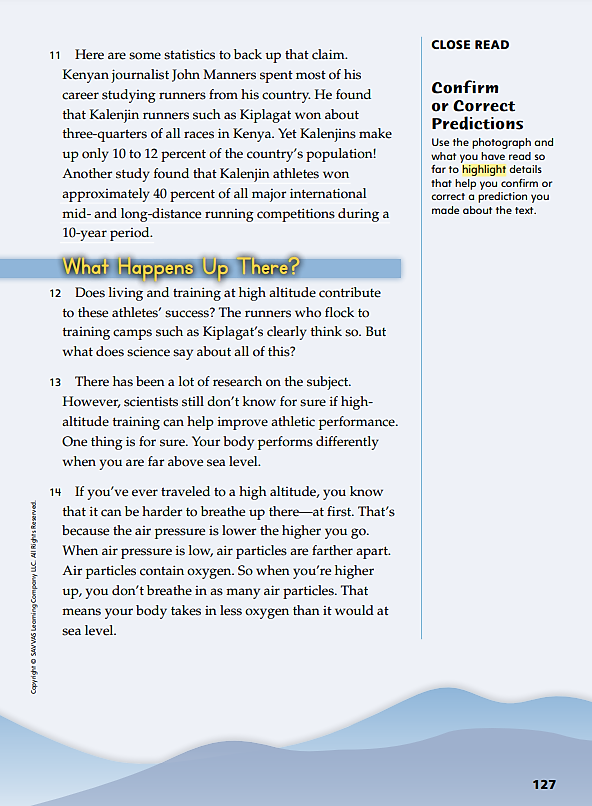 11 Here are some statistics to back up that claim.
Kenyan journalist John Manners spent most of his
career studying runners from his country. He found
that Kalenjin runners such as Kiplagat won about
three-quarters of all races in Kenya. Yet Kalenjins make
up only 10 to 12 percent of the country's population!
Another study found that Kalenjin athletes won
approximately 40 percent of all major international
mid- and long-distance running competitions during a
10-year period.
What Happens Up There?
12 Does living and training at high altitude contribute
to these athletes' success? The runners who flock to
training camps such as Kiplagat's clearly think so. But
what does science say about all of this?
13 There has been a lot of research on the subject.
However, scientists still don't know for sure if high-
altitude training can help improve athletic performance.
One thing is for sure. Your body performs differently
when you are far above sea level.
14 If you've ever traveled to a high altitude, you know
that it can be harder to breathe up there—at first. That's
because the air pressure is lower the higher you go.
When air pressure is low, air particles are farther apart.
Air particles contain oxygen. So when you're higher
up, you don't breathe in as many air particles. That
means your body takes in less oxygen than it would at
sea level.
CLOSE READ
Confirm
or Correct
Predictions
Use the photograph and
what you have read so
far to highlight details
that help you confirm or
correct a prediction you
made about the text.
Copyright © SAVVAS Learning Company LLC. All Rights Reserved.
127